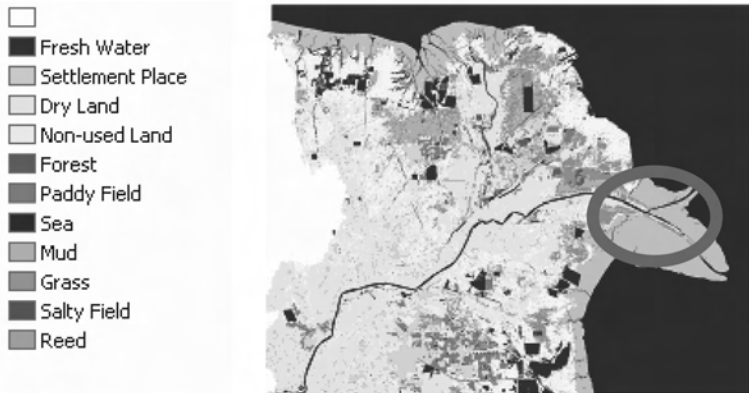 Fresh Water
Settlement Place
Dry Land
Non-used Land
Forest
Paddy Field
Sea
Mud
Grass
Salty Field
Reed